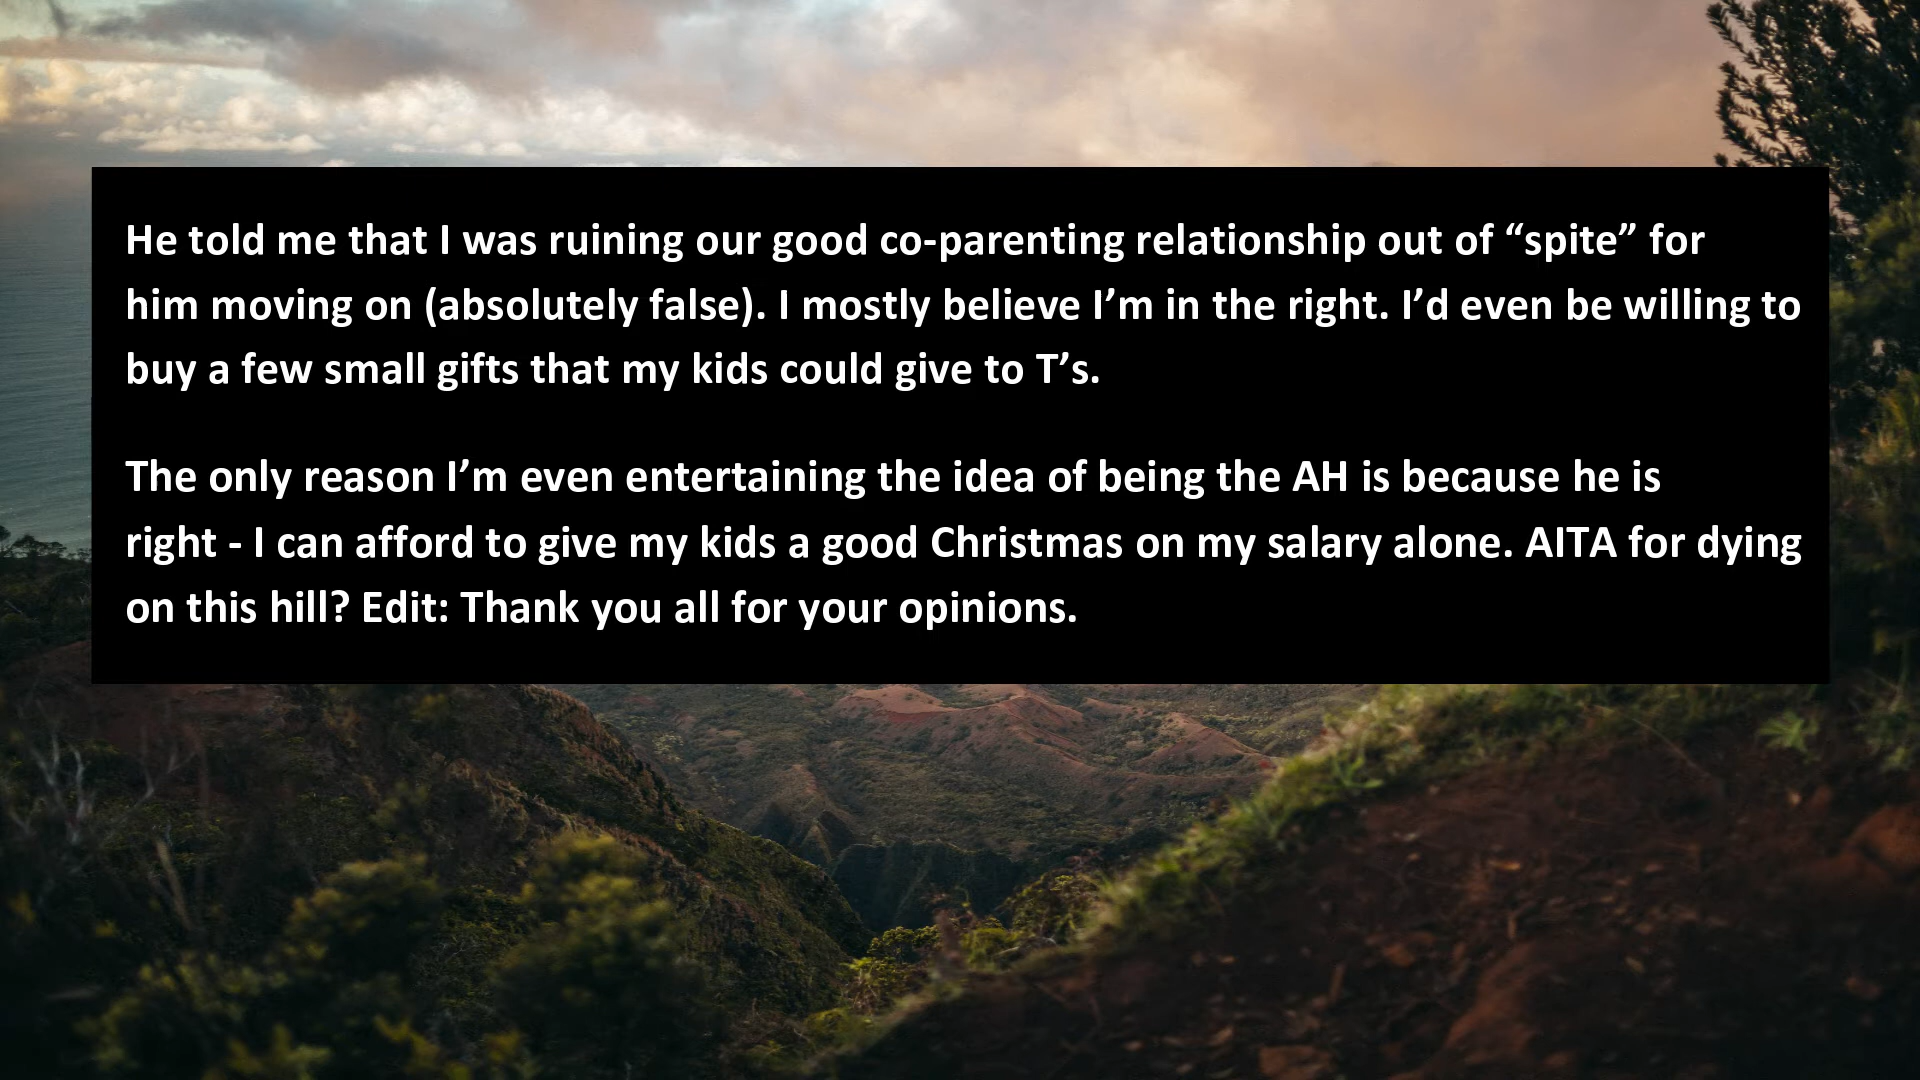 He told me that I was ruining our good co-parenting relationship out of “spite” for
him moving on (absolutely false). I mostly believe I’m in the right. I’d even be willing to
buy a few small gifts that my kids could give to T’s.
The only reason I’m even entertaining the idea of being the AH is because he is
right - I can afford to give my kids a good Christmas on my salary alone. AITA for dying
on this hill? Edit: Thank you all for your opinions.